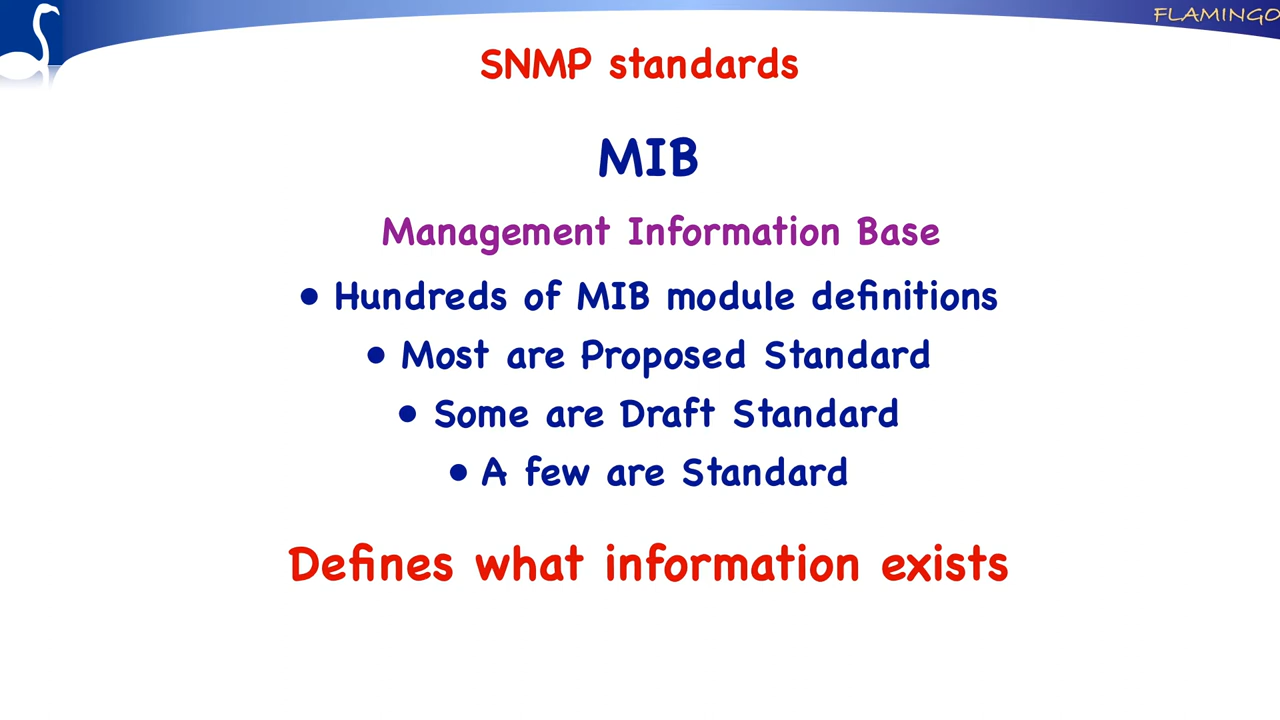 FLAMINGO
SNMP standards
MIB
Management Information Base
• Hundreds of MIB module definitions
• Most are Proposed Standard
• Some are Draft Standard
• A few are Standard
Defines what information exists